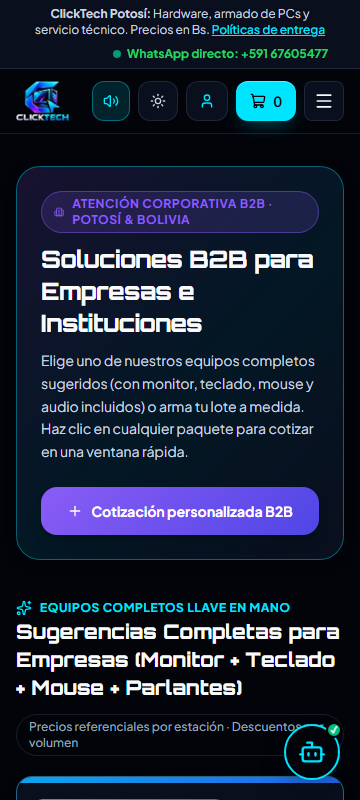 ClickTech Potosí: Hardware, armado de PCs y
servicio técnico. Precios en Bs. Políticas de entrega
WhatsApp directo: +591 67605477
CLICKTECH
0
ATENCIÓN CORPORATIVA B2B ·
POTOSÍ & BOLIVIA
Soluciones B2B para
Empresas e
Instituciones
Elige uno de nuestros equipos completos
sugeridos (con monitor, teclado, mouse y
audio incluidos) o arma tu lote a medida.
Haz clic en cualquier paquete para cotizar
en una ventana rápida.
Cotización personalizada B2B
EQUIPOS COMPLETOS LLAVE EN MANO
Sugerencias Completas para
Empresas (Monitor + Teclado
+ Mouse + Parlantes)
Precios referenciales por estación · Descuentos
volumen